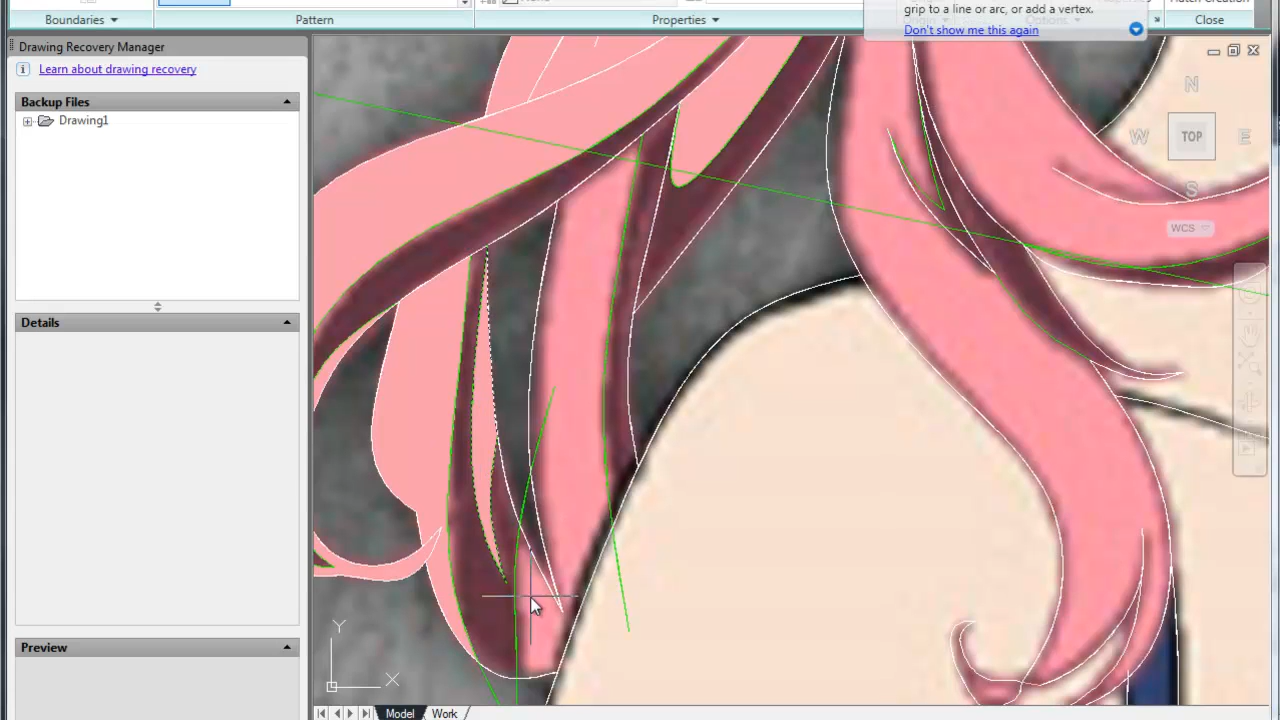 Boundaries
Pattern
Properties
grip to a line or arc, or add a vertex.
Don't show me this again
Close
Drawing Recovery Manager
Learn about drawing recovery
Backup Files
Drawing1
Details
Preview
N
W
TOP
E
S
WCS
Y
X
Model
Work